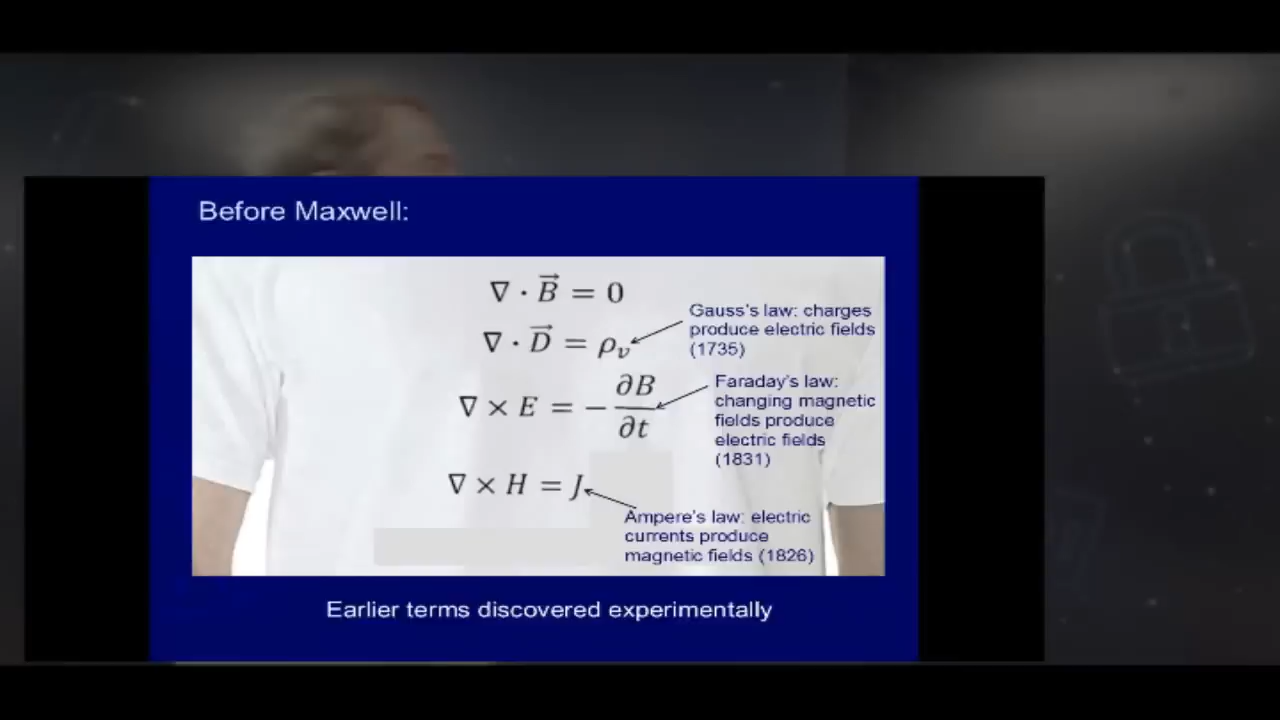 Before Maxwell:
∇ · B⃗ = 0
∇ · D⃗ = ρᵥ
Gauss's law: charges
produce electric fields
(1735)
∇ × E = −∂B/∂t
Faraday's law:
changing magnetic
fields produce
electric fields
(1831)
∇ × H = J
Ampere's law: electric
currents produce
magnetic fields (1826)
Earlier terms discovered experimentally